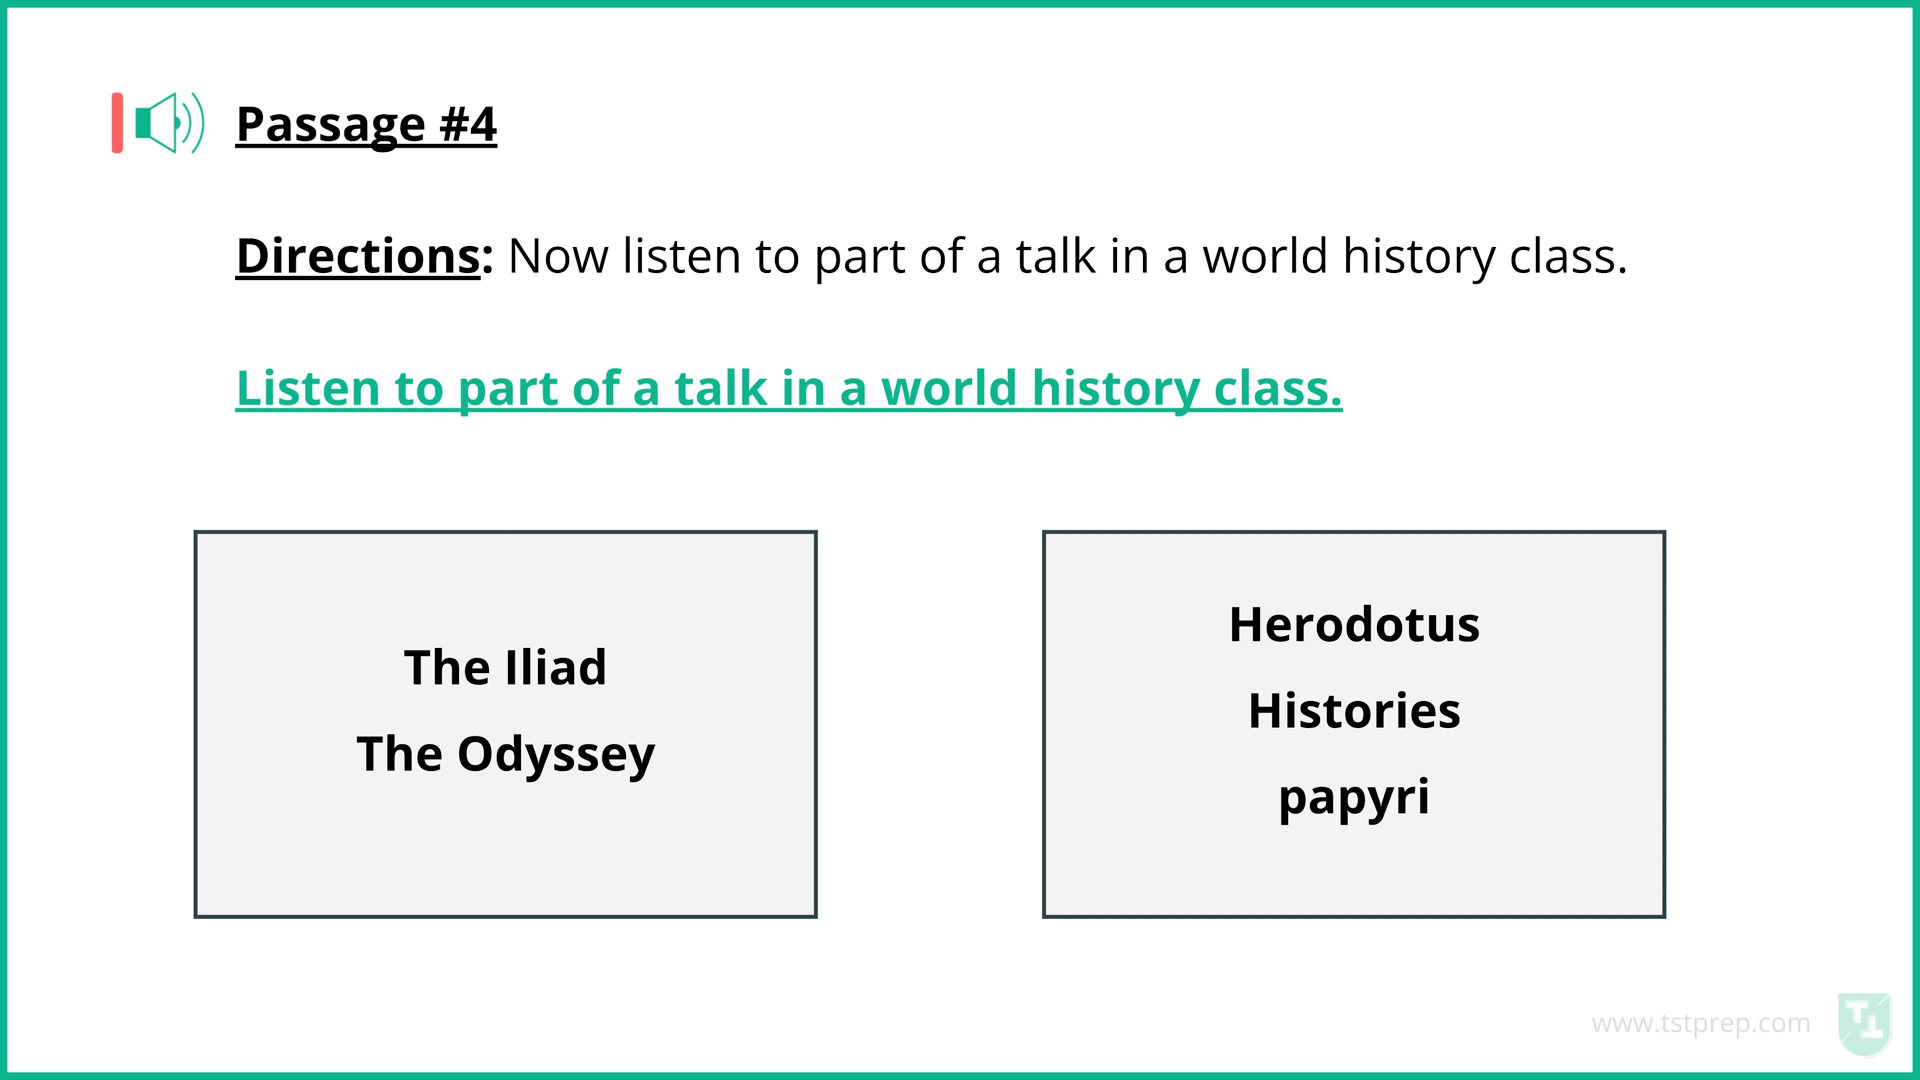 Passage #4
Directions: Now listen to part of a talk in a world history class.
Listen to part of a talk in a world history class.
The Iliad
The Odyssey
Herodotus
Histories
papyri
www.tstprep.com